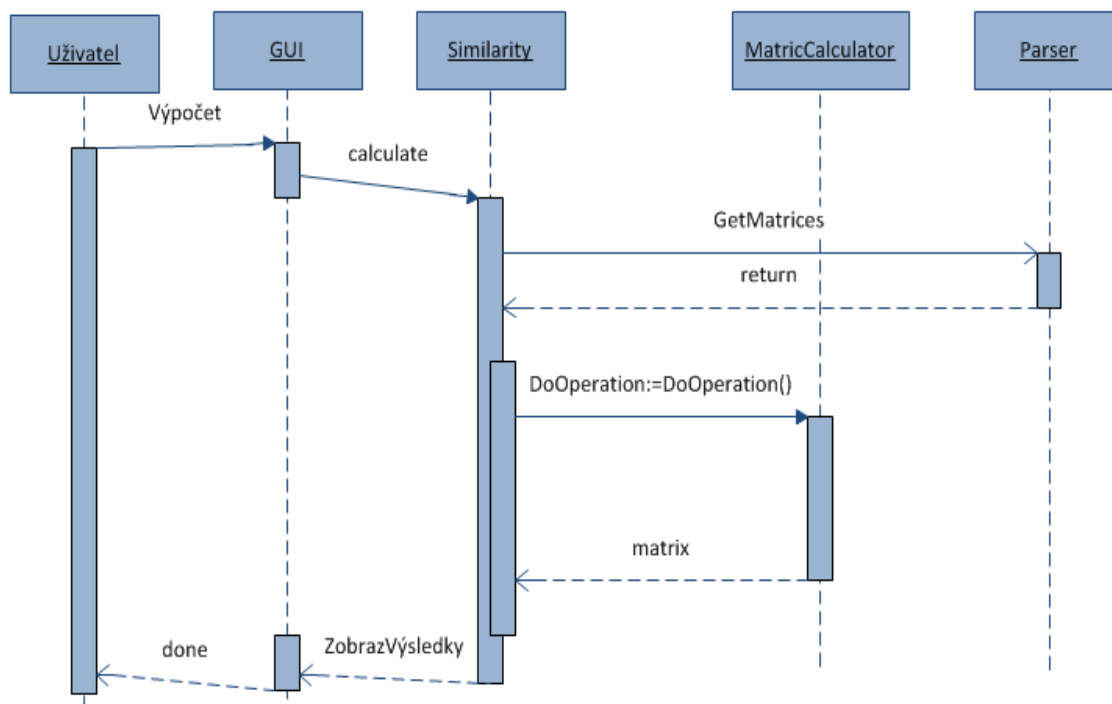 Uživatel
GUI
Similarity
MatricCalculator
Parser
Výpočet
calculate
GetMatrices
return
DoOperation:=DoOperation()
matrix
ZobrazVýsledky
done